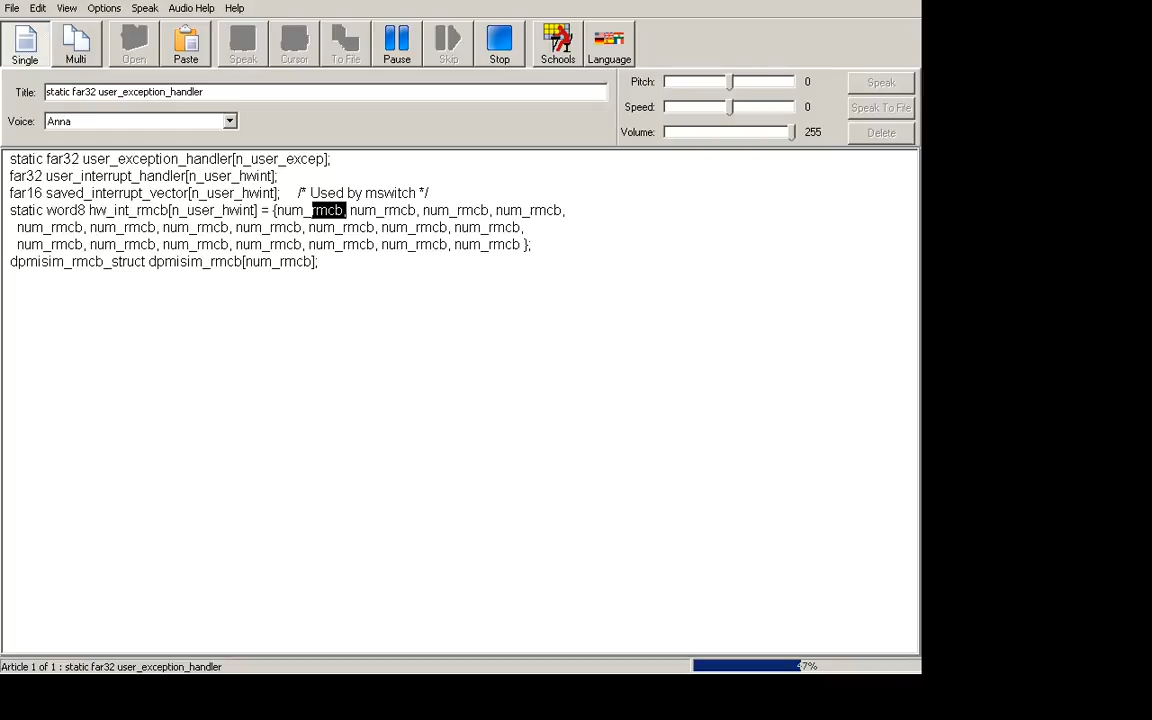 File Edit View Options Speak Audio Help Help
Single Multi Open Paste Speak Cursor To File Pause Skip Stop Schools Language
Title: static far32 user_exception_handler
Voice: Anna
Pitch: 0 Speak
Speed: 0 Speak To File
Volume: 255 Delete
static far32 user_exception_handler[n_user_excep];
far32 user_interrupt_handler[n_user_hwint];
far16 saved_interrupt_vector[n_user_hwint]; /* Used by mswitch */
static word8 hw_int_rmcb[n_user_hwint] = {num_rmcb, num_rmcb, num_rmcb, num_rmcb,
num_rmcb, num_rmcb, num_rmcb, num_rmcb, num_rmcb, num_rmcb, num_rmcb,
num_rmcb, num_rmcb, num_rmcb, num_rmcb, num_rmcb, num_rmcb, num_rmcb };
dpmisim_rmcb_struct dpmisim_rmcb[num_rmcb];
Article 1 of 1 : static far32 user_exception_handler 47%